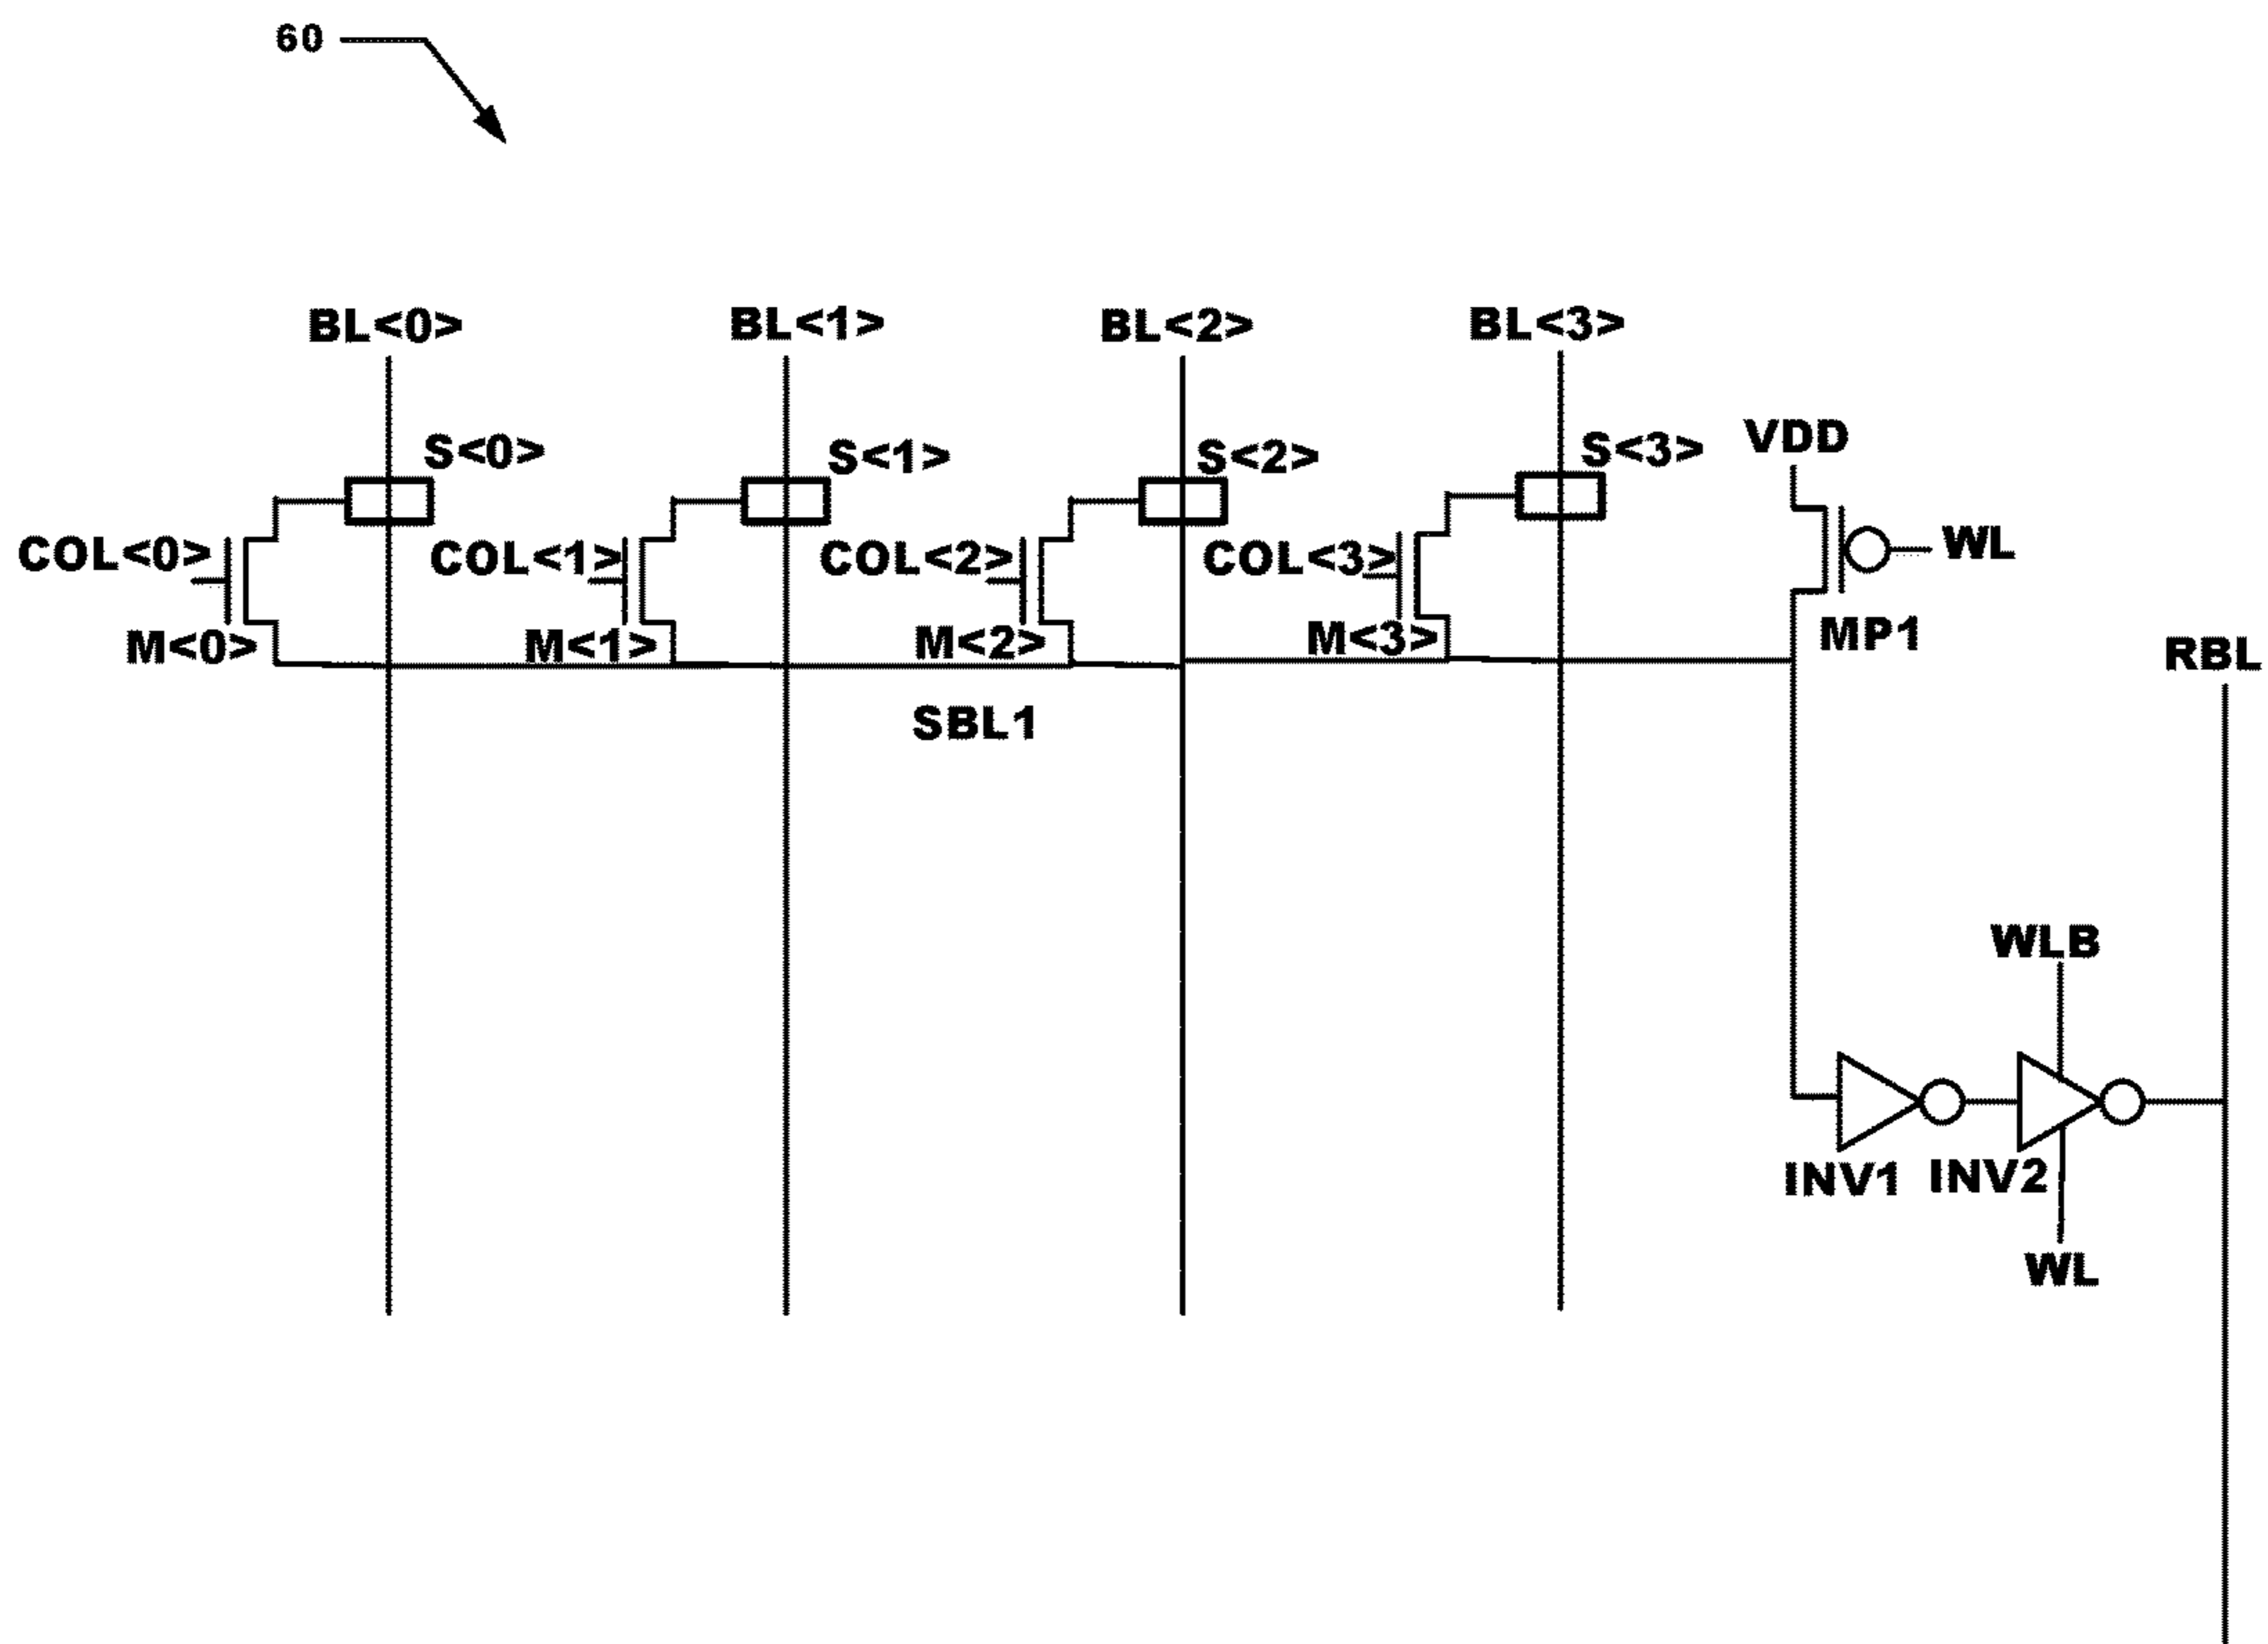 60
BL<0> BL<1> BL<2> BL<3>
S<0> S<1> S<2> S<3> VDD
COL<0> COL<1> COL<2> COL<3> WL
M<0> M<1> M<2> M<3> MP1 RBL
SBL1
WLB
INV1 INV2
WL